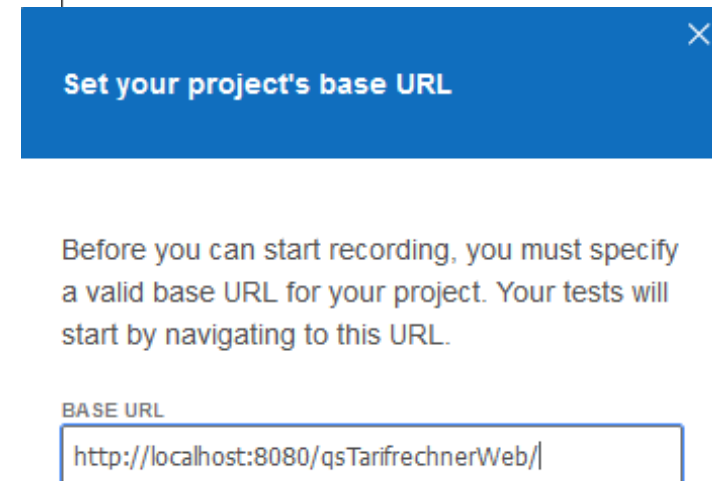 Set your project's base URL
Before you can start recording, you must specify
a valid base URL for your project. Your tests will
start by navigating to this URL.
BASE URL
http://localhost:8080/qsTarifrechnerWeb/